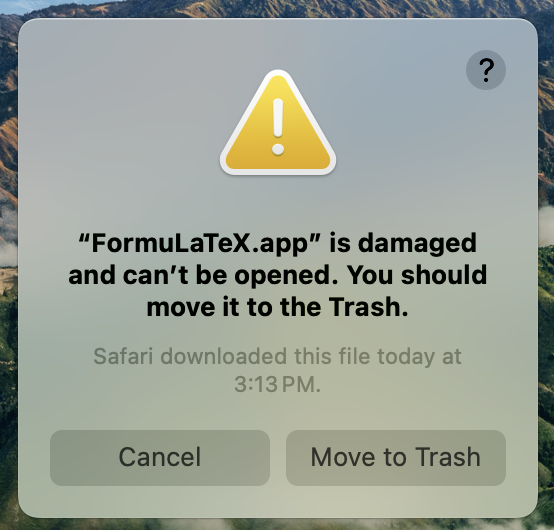 ?
“FormuLaTeX.app” is damaged
and can’t be opened. You should
move it to the Trash.
Safari downloaded this file today at
3:13 PM.
Cancel
Move to Trash